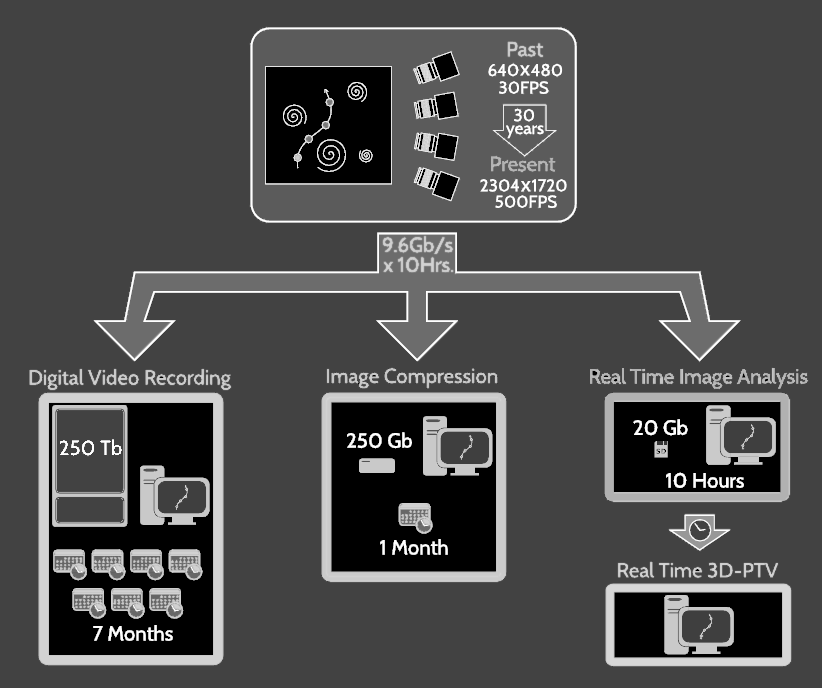 Past
640x480
30FPS
30
years
Present
2304x1720
500FPS
9.6Gb/s
x 10Hrs.
Digital Video Recording
250 Tb
7 Months
Image Compression
250 Gb
1 Month
Real Time Image Analysis
20 Gb
SD
10 Hours
Real Time 3D-PTV